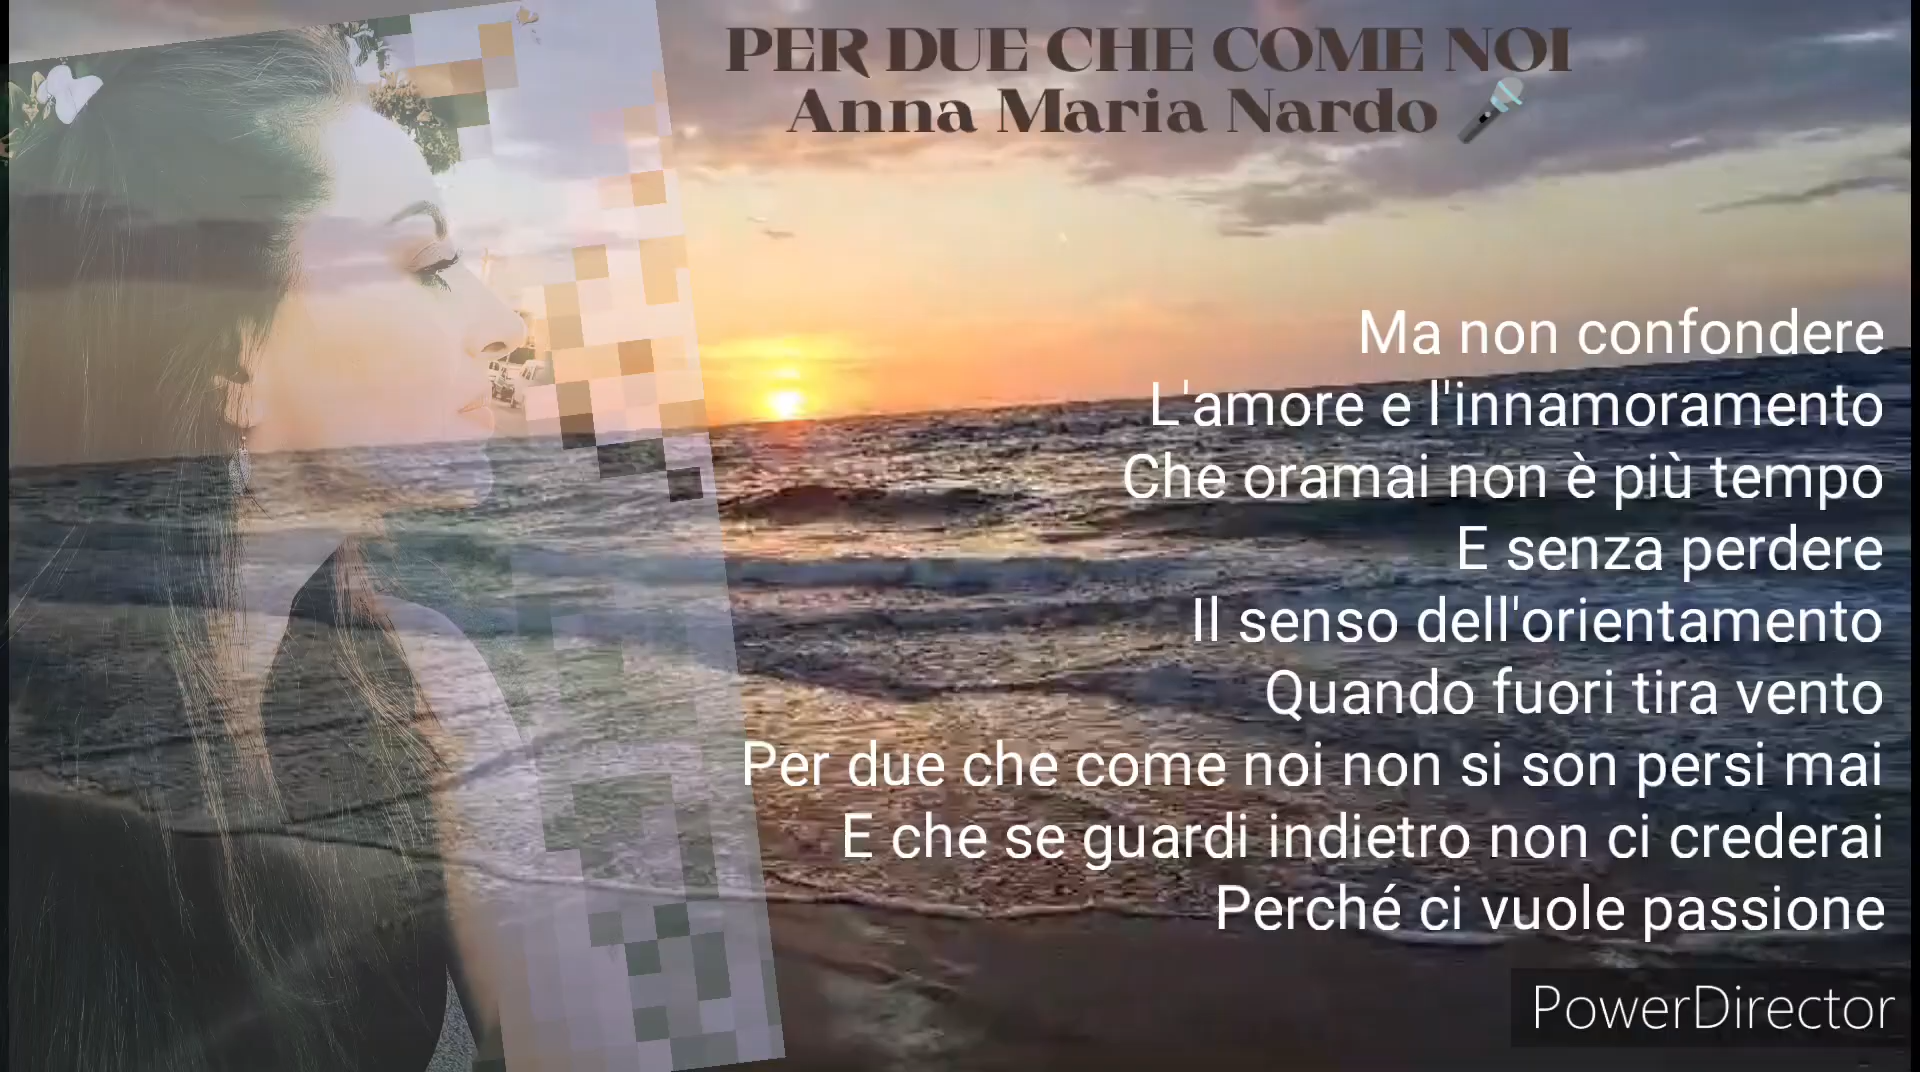 PER DUE CHE COME NOI
Anna Maria Nardo 🎤
Ma non confondere
L'amore e l'innamoramento
Che oramai non è più tempo
E senza perdere
Il senso dell'orientamento
Quando fuori tira vento
Per due che come noi non si son persi mai
E che se guardi indietro non ci crederai
Perché ci vuole passione
PowerDirector